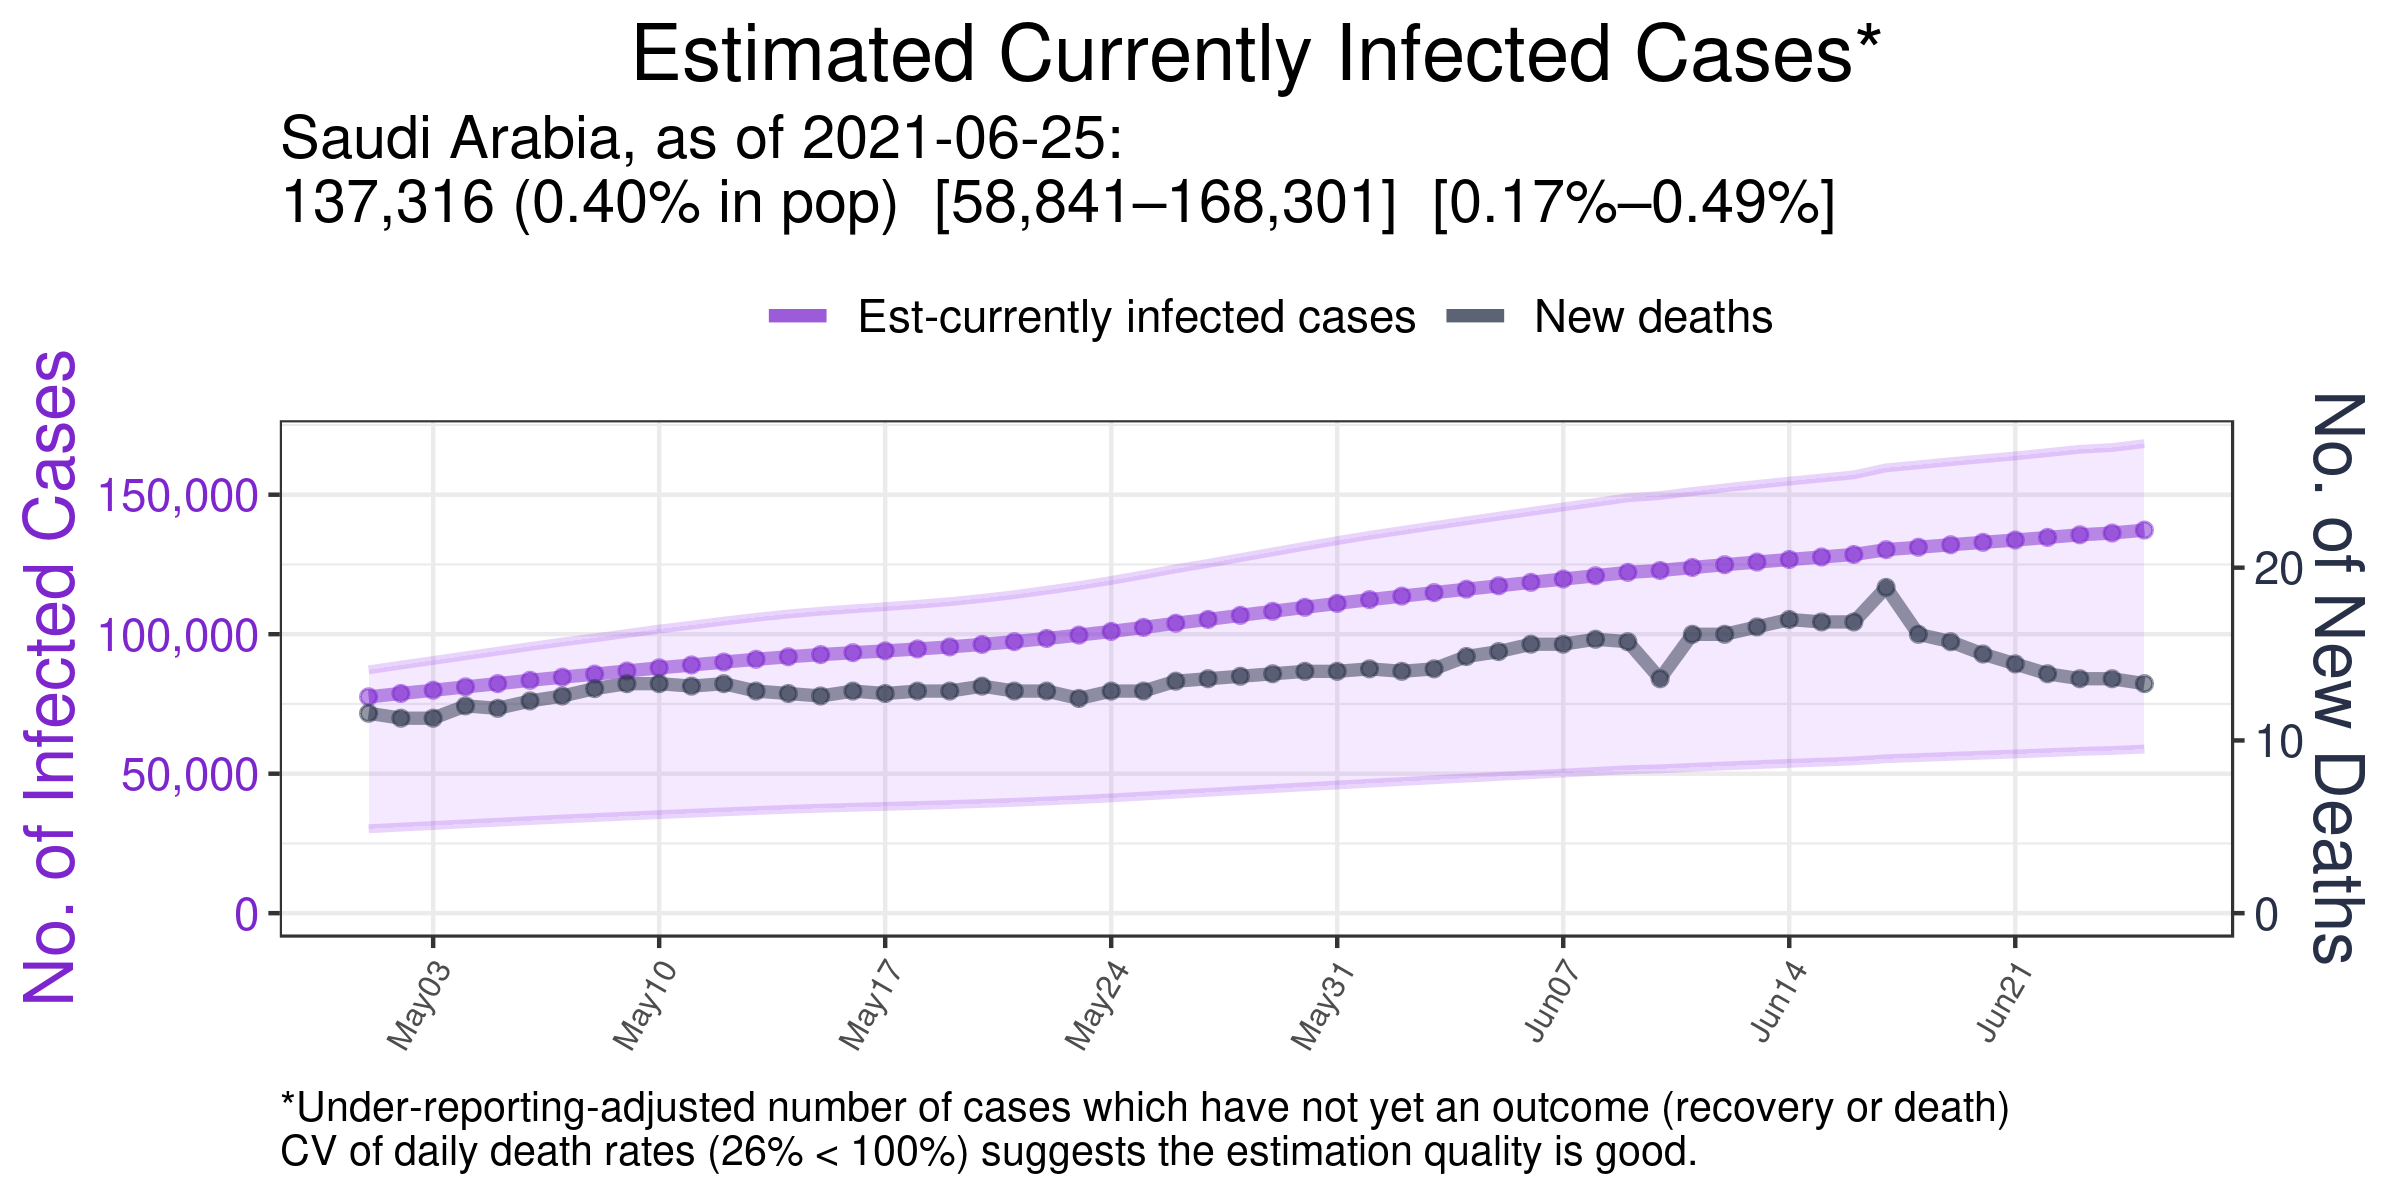 Estimated Currently Infected Cases*
Saudi Arabia, as of 2021-06-25:
137,316 (0.40% in pop)  [58,841–168,301]  [0.17%–0.49%]
Est-currently infected cases
New deaths
No. of Infected Cases
150,000
100,000
50,000
0
20
10
0
No. of New Deaths
May03
May10
May17
May24
May31
Jun07
Jun14
Jun21
*Under-reporting-adjusted number of cases which have not yet an outcome (recovery or death)
CV of daily death rates (26% < 100%) suggests the estimation quality is good.